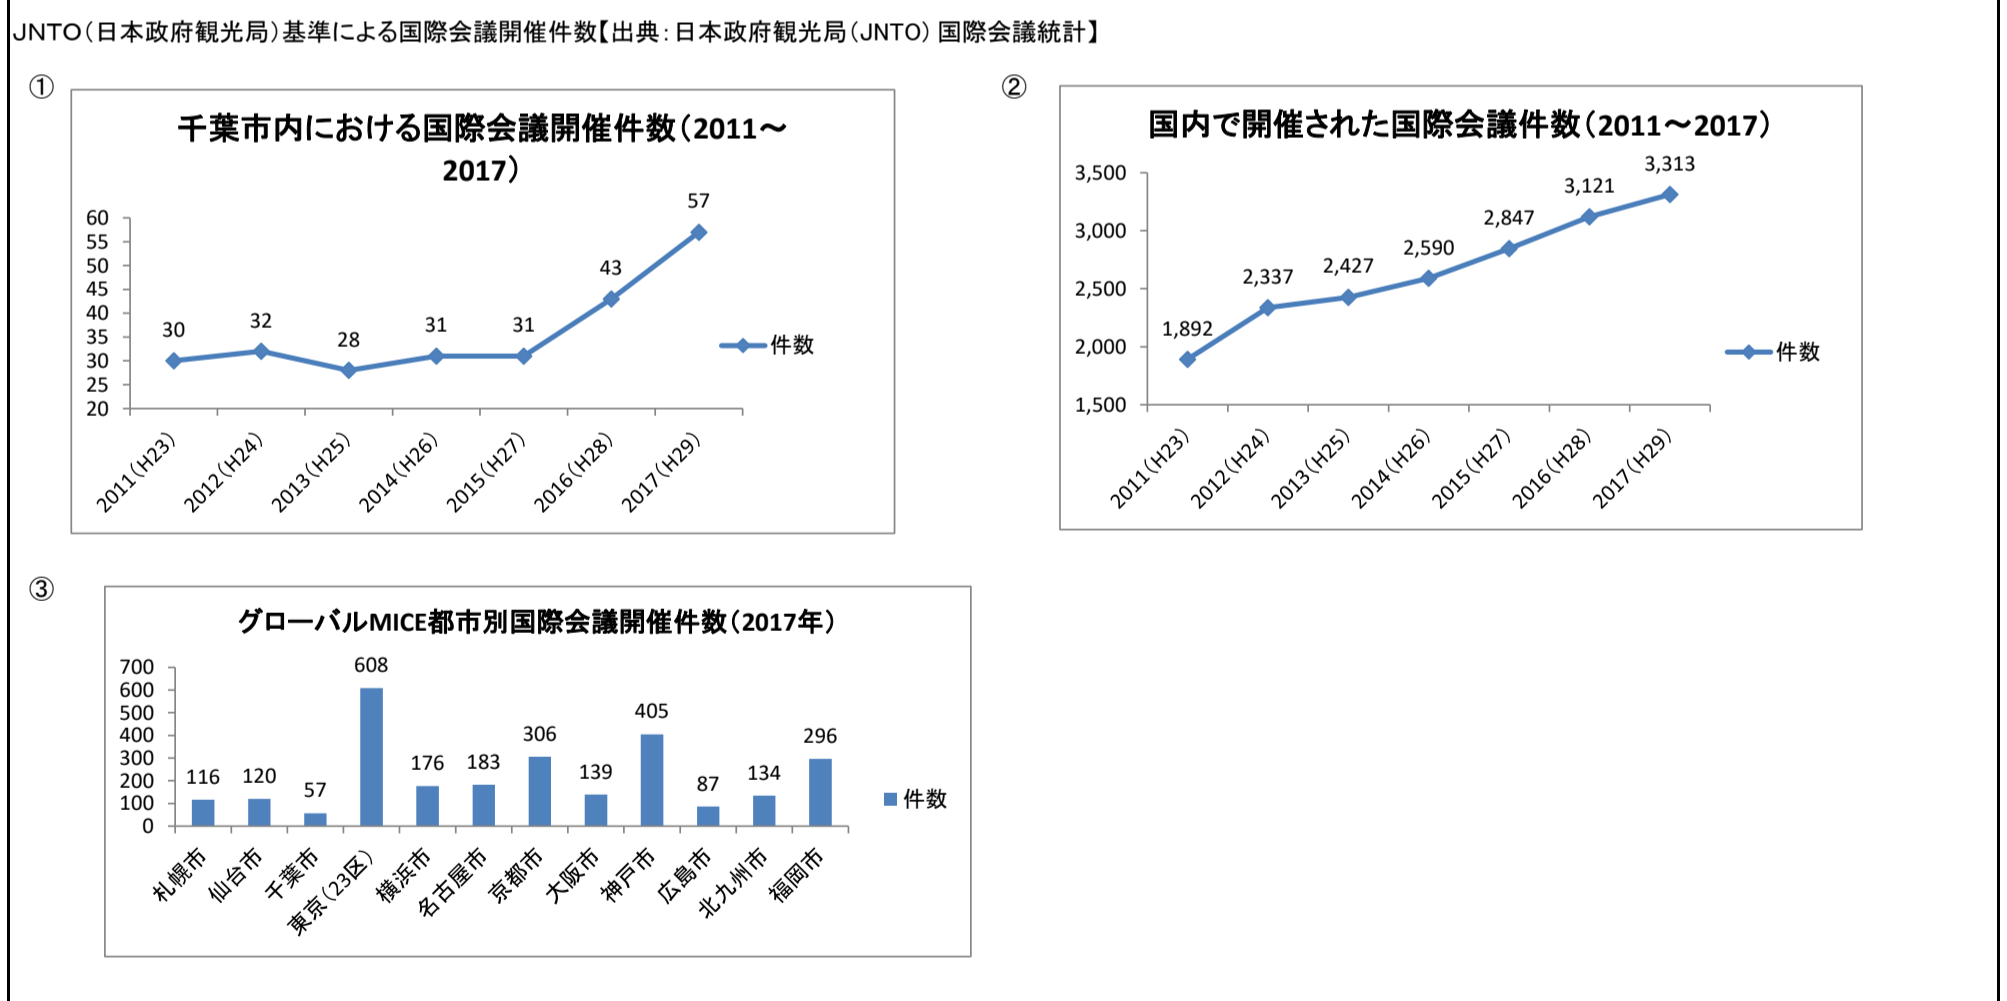 JNTO(日本政府観光局)基準による国際会議開催件数【出典：日本政府観光局(JNTO) 国際会議統計】
①
千葉市内における国際会議開催件数(2011～
2017)
60
55
50
45
40
35
30
25
20
30
32
28
31
31
43
57
件数
2011(H23)
2012(H24)
2013(H25)
2014(H26)
2015(H27)
2016(H28)
2017(H29)
②
国内で開催された国際会議件数(2011～2017)
3,500
3,000
2,500
2,000
1,500
1,892
2,337
2,427
2,590
2,847
3,121
3,313
件数
2011(H23)
2012(H24)
2013(H25)
2014(H26)
2015(H27)
2016(H28)
2017(H29)
③
グローバルMICE都市別国際会議開催件数(2017年)
700
600
500
400
300
200
100
0
116
120
57
608
176
183
306
139
405
87
134
296
件数
札幌市
仙台市
千葉市
東京(23区)
横浜市
名古屋市
京都市
大阪市
神戸市
広島市
北九州市
福岡市